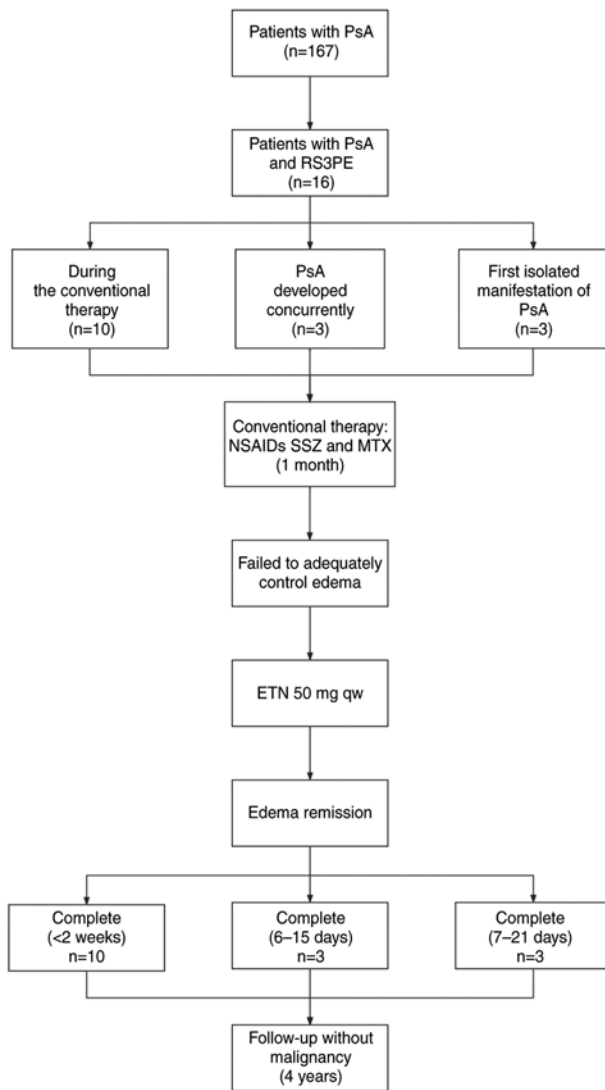 Patients with PsA
(n=167)
Patients with PsA
and RS3PE
(n=16)
During
the conventional
therapy
(n=10)
PsA
developed
concurrently
(n=3)
First isolated
manifestation of
PsA
(n=3)
Conventional therapy:
NSAIDs SSZ and MTX
(1 month)
Failed to adequately
control edema
ETN 50 mg qw
Edema remission
Complete
(<2 weeks)
n=10
Complete
(6–15 days)
n=3
Complete
(7–21 days)
n=3
Follow-up without
malignancy
(4 years)